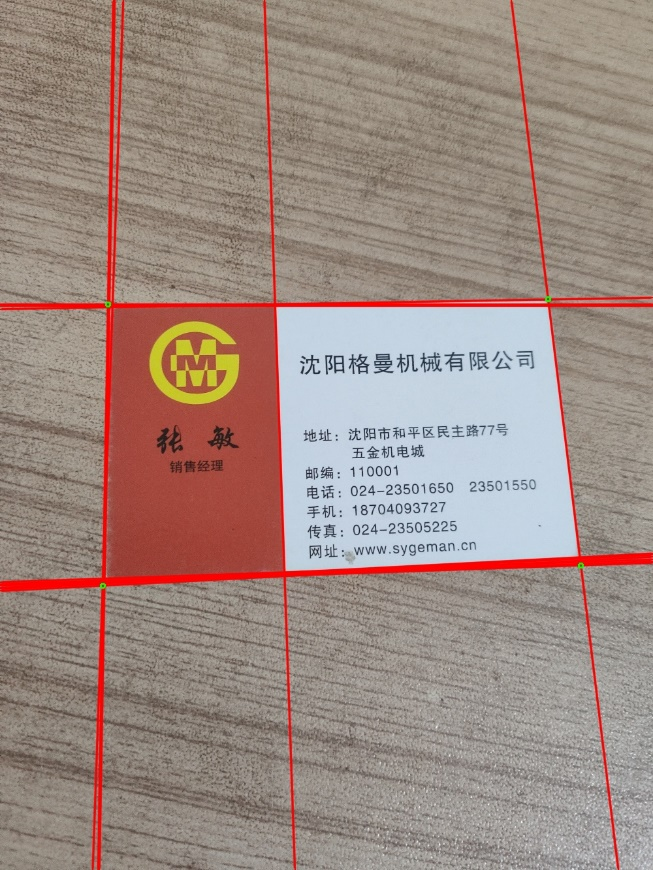 GM
张 敏
销售经理
沈阳格曼机械有限公司
地址：沈阳市和平区民主路77号
五金机电城
邮编：110001
电话：024-23501650 23501550
手机：18704093727
传真：024-23505225
网址：www.sygeman.cn